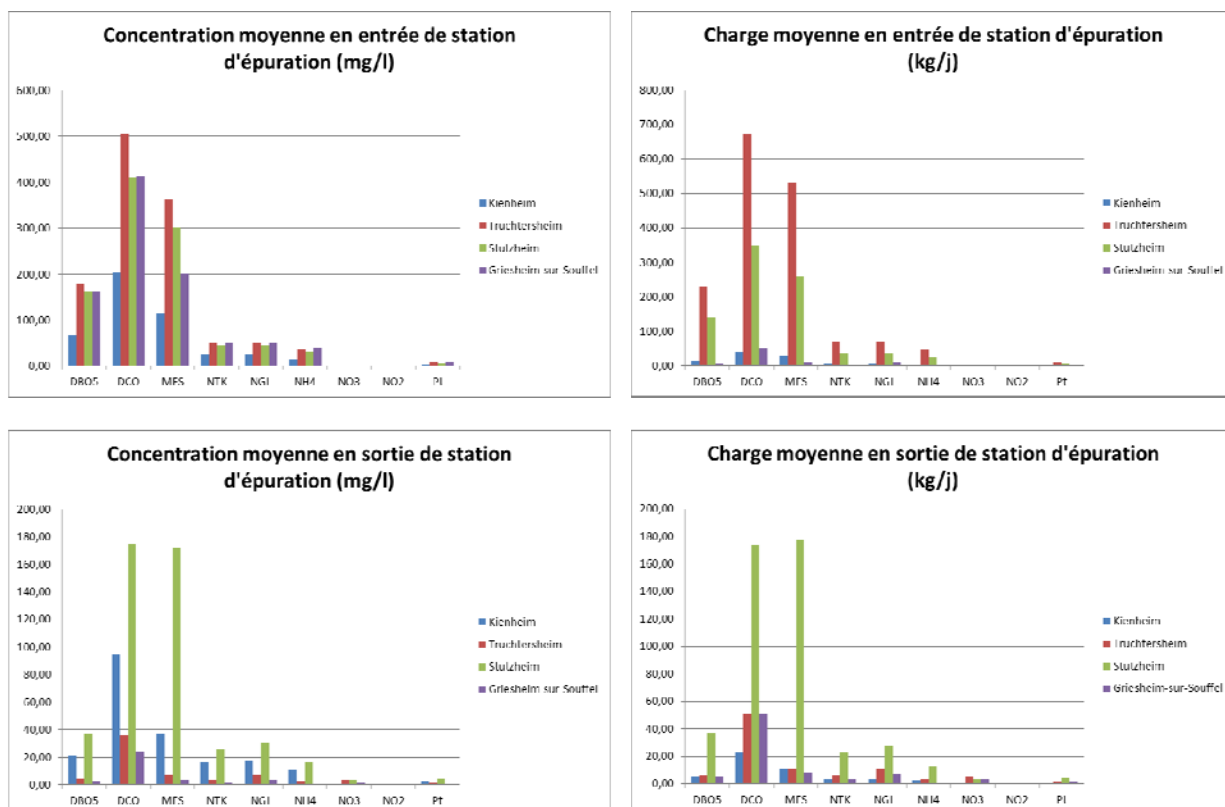 Concentration moyenne en entrée de station
d'épuration (mg/l)
600,00
500,00
400,00
300,00
200,00
100,00
0,00
DBO5 DCO MES NTK NGL NH4 NO3 NO2 Pt
Kienheim
Truchtersheim
Stutzheim
Griesheim-sur-Souffel
Charge moyenne en entrée de station d'épuration
(kg/j)
800,00
700,00
600,00
500,00
400,00
300,00
200,00
100,00
0,00
DBO5 DCO MES NTK NGL NH4 NO3 NO2 Pt
Kienheim
Truchtersheim
Stutzheim
Griesheim-sur-Souffel
Concentration moyenne en sortie de station
d'épuration (mg/l)
200,00
180,00
160,00
140,00
120,00
100,00
80,00
60,00
40,00
20,00
0,00
DBO5 DCO MES NTK NGL NH4 NO3 NO2 Pt
Kienheim
Truchtersheim
Stutzheim
Griesheim sur Souffel
Charge moyenne en sortie de station d'épuration
(kg/j)
200,00
180,00
160,00
140,00
120,00
100,00
80,00
60,00
40,00
20,00
0,00
DBO5 DCO MES NTK NGL NH4 NO3 NO2 Pt
Kienheim
Truchtersheim
Stutzheim
Griesheim-sur-Souffel